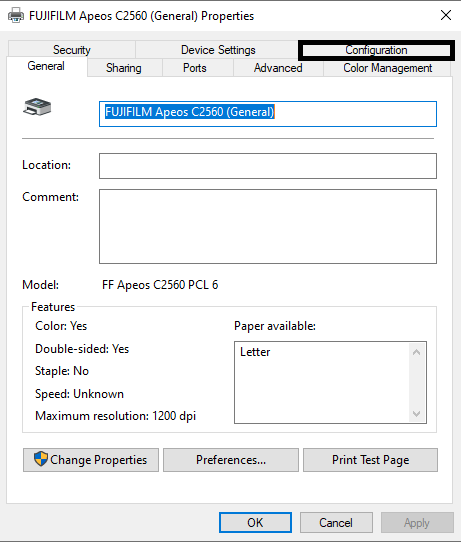 FUJIFILM Apeos C2560 (General) Properties
Security Device Settings Configuration
General Sharing Ports Advanced Color Management
FUJIFILM Apeos C2560 (General)
Location:
Comment:
Model: FF Apeos C2560 PCL 6
Features
Color: Yes Paper available:
Double-sided: Yes Letter
Staple: No
Speed: Unknown
Maximum resolution: 1200 dpi
Change Properties Preferences... Print Test Page
OK Cancel Apply